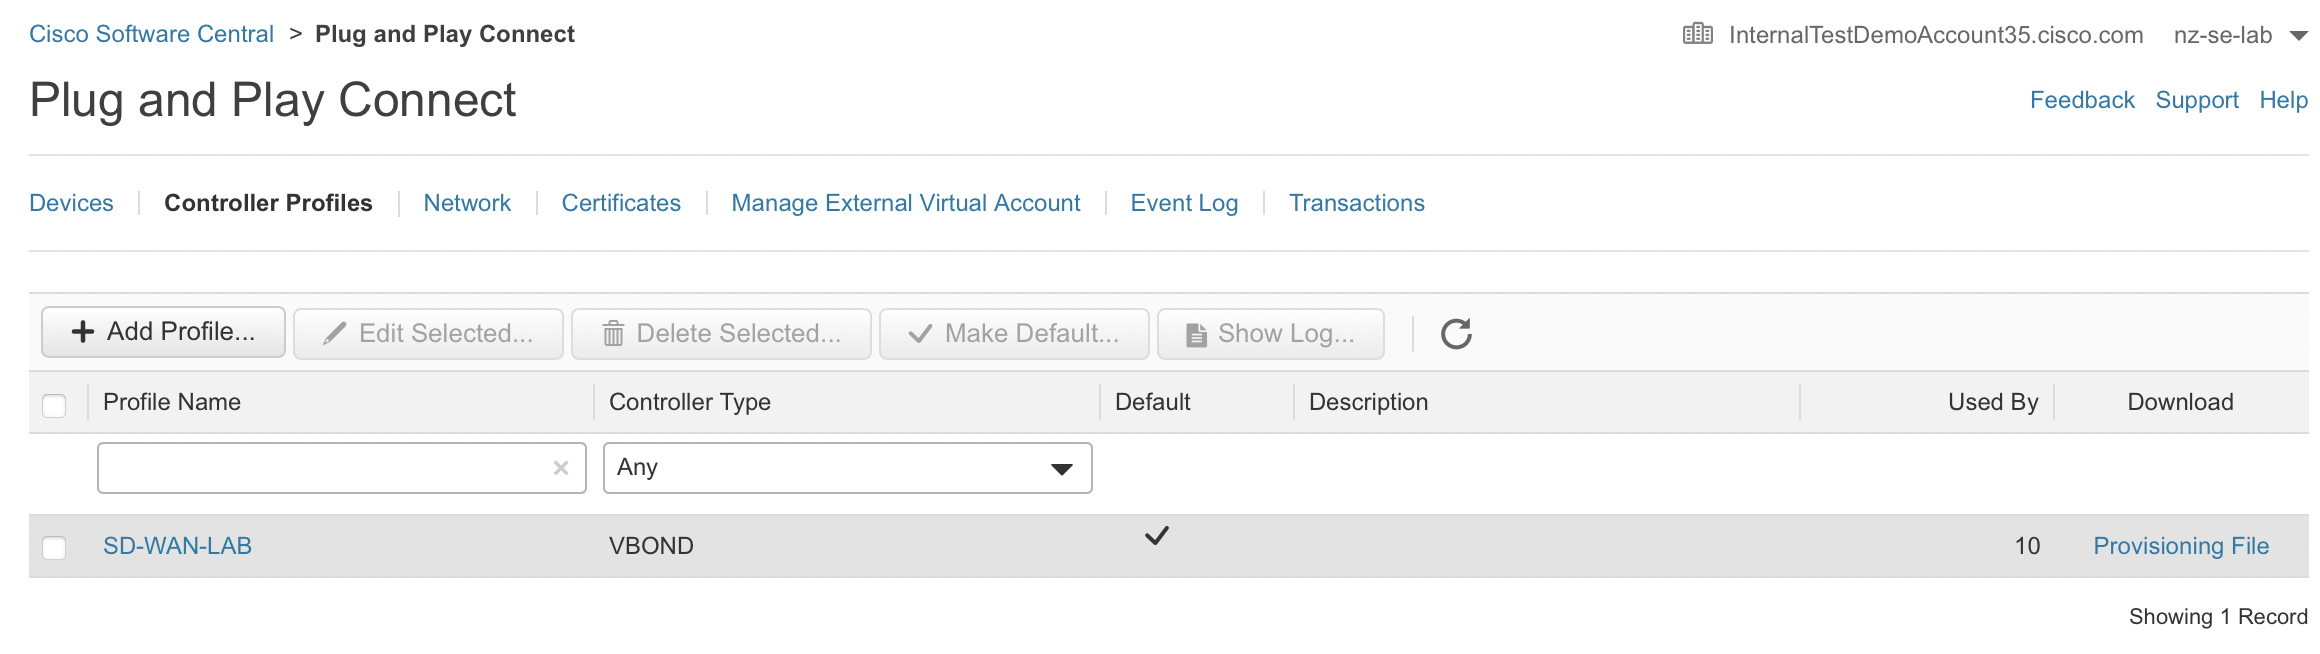 Cisco Software Central > Plug and Play Connect
InternalTestDemoAccount35.cisco.com nz-se-lab
Plug and Play Connect
Feedback Support Help
Devices Controller Profiles Network Certificates Manage External Virtual Account Event Log Transactions
Add Profile... Edit Selected... Delete Selected... Make Default... Show Log...
Profile Name Controller Type Default Description Used By Download
Any
SD-WAN-LAB VBOND 10 Provisioning File
Showing 1 Record